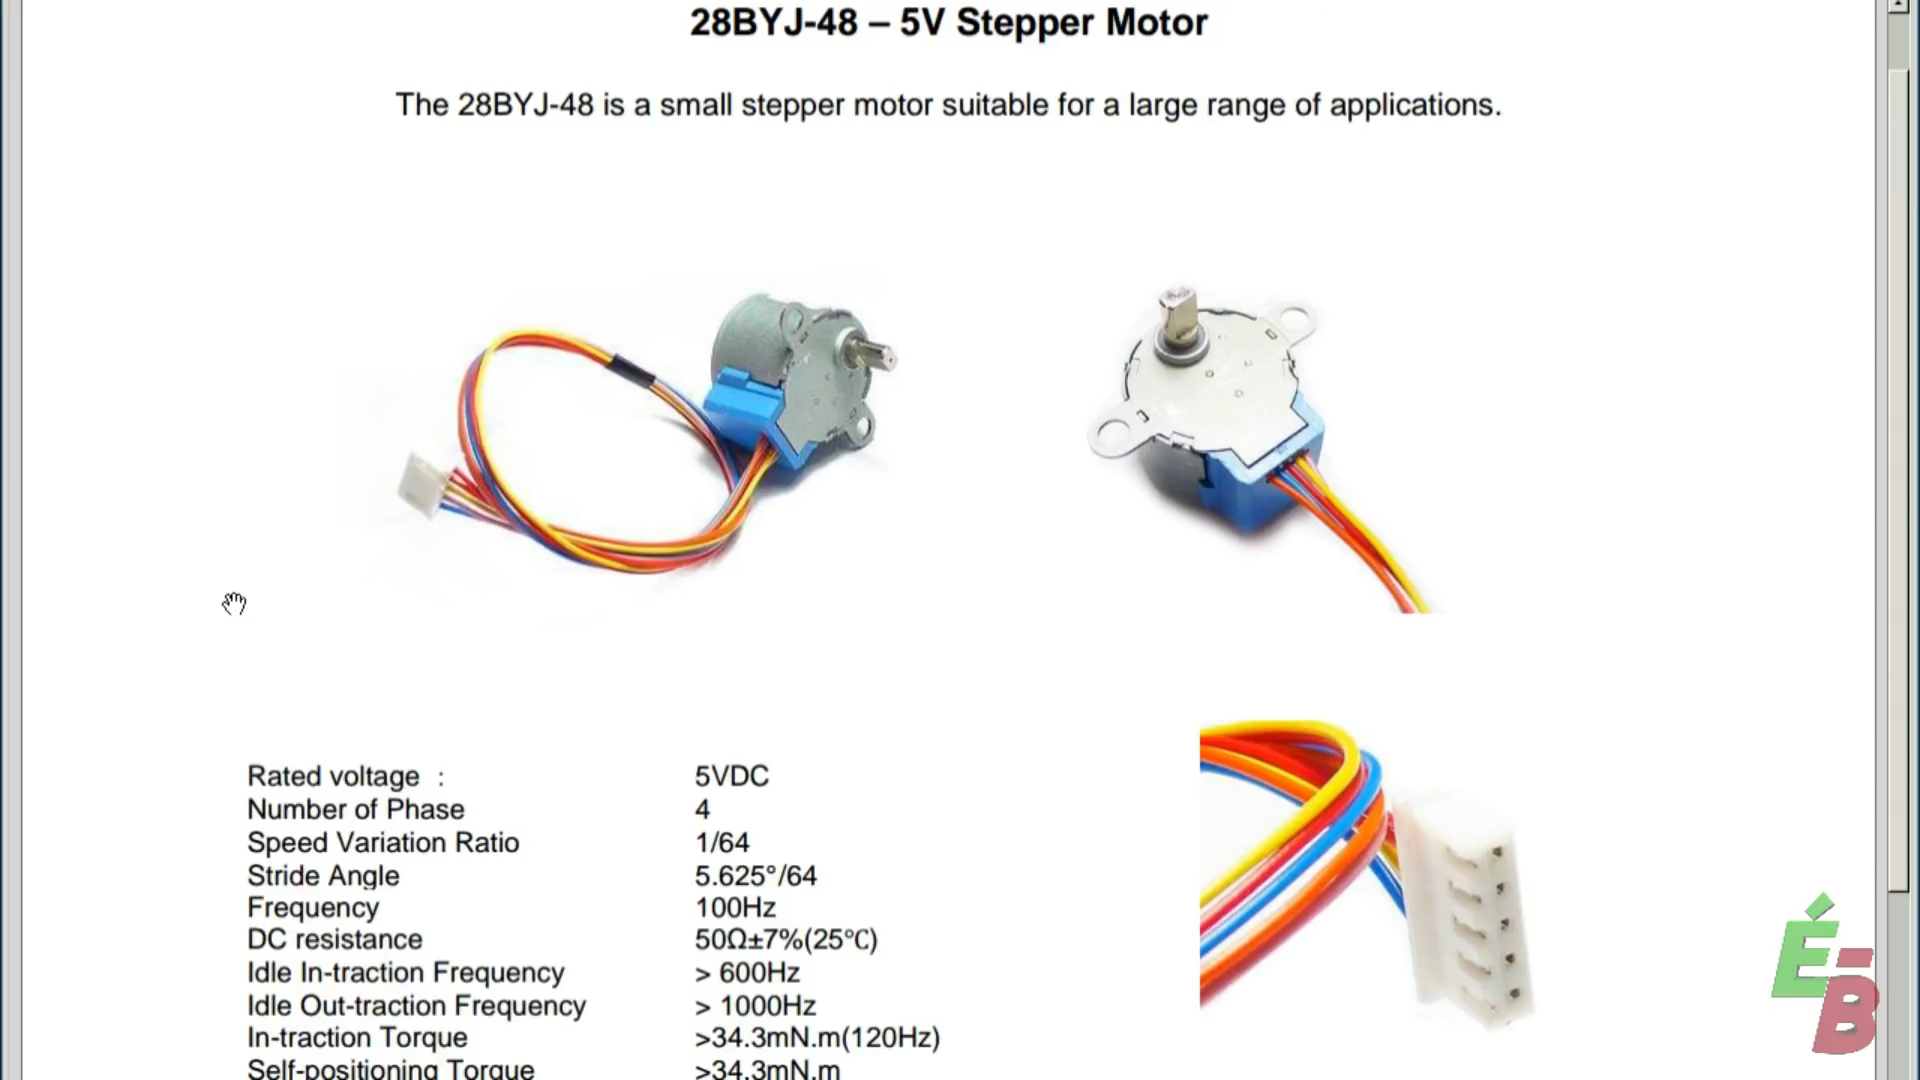 28BYJ-48 – 5V Stepper Motor
The 28BYJ-48 is a small stepper motor suitable for a large range of applications.
Rated voltage : 5VDC
Number of Phase 4
Speed Variation Ratio 1/64
Stride Angle 5.625°/64
Frequency 100Hz
DC resistance 50Ω±7%(25℃)
Idle In-traction Frequency > 600Hz
Idle Out-traction Frequency > 1000Hz
In-traction Torque >34.3mN.m(120Hz)
Self-positioning Torque >34.3mN.m
É-B